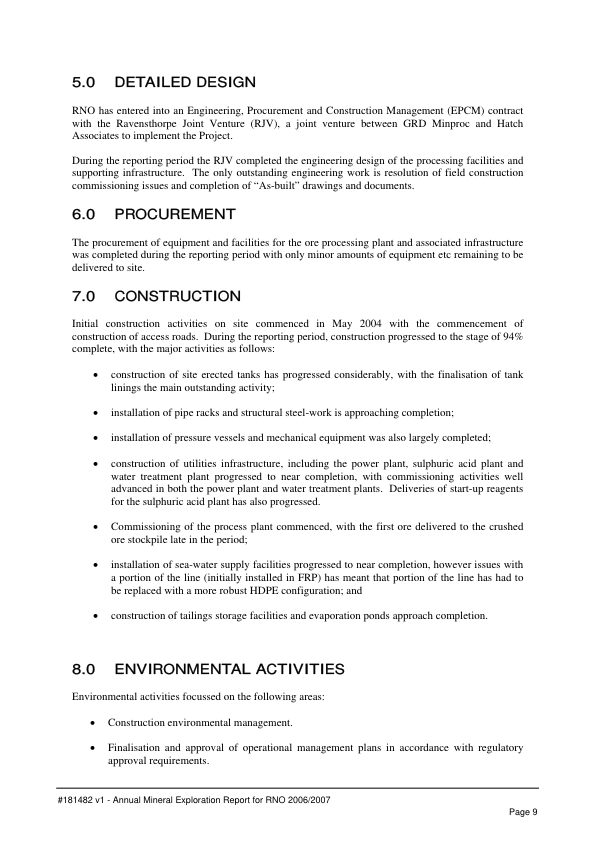 5.0 DETAILED DESIGN
RNO has entered into an Engineering, Procurement and Construction Management (EPCM) contract
with the Ravensthorpe Joint Venture (RJV), a joint venture between GRD Minproc and Hatch
Associates to implement the Project.
During the reporting period the RJV completed the engineering design of the processing facilities and
supporting infrastructure. The only outstanding engineering work is resolution of field construction
commissioning issues and completion of “As-built” drawings and documents.
6.0 PROCUREMENT
The procurement of equipment and facilities for the ore processing plant and associated infrastructure
was completed during the reporting period with only minor amounts of equipment etc remaining to be
delivered to site.
7.0 CONSTRUCTION
Initial construction activities on site commenced in May 2004 with the commencement of
construction of access roads. During the reporting period, construction progressed to the stage of 94%
complete, with the major activities as follows:
• construction of site erected tanks has progressed considerably, with the finalisation of tank
linings the main outstanding activity;
• installation of pipe racks and structural steel-work is approaching completion;
• installation of pressure vessels and mechanical equipment was also largely completed;
• construction of utilities infrastructure, including the power plant, sulphuric acid plant and
water treatment plant progressed to near completion, with commissioning activities well
advanced in both the power plant and water treatment plants. Deliveries of start-up reagents
for the sulphuric acid plant has also progressed.
• Commissioning of the process plant commenced, with the first ore delivered to the crushed
ore stockpile late in the period;
• installation of sea-water supply facilities progressed to near completion, however issues with
a portion of the line (initially installed in FRP) has meant that portion of the line has had to
be replaced with a more robust HDPE configuration; and
• construction of tailings storage facilities and evaporation ponds approach completion.
8.0 ENVIRONMENTAL ACTIVITIES
Environmental activities focussed on the following areas:
• Construction environmental management.
• Finalisation and approval of operational management plans in accordance with regulatory
approval requirements.
#181482 v1 - Annual Mineral Exploration Report for RNO 2006/2007
Page 9